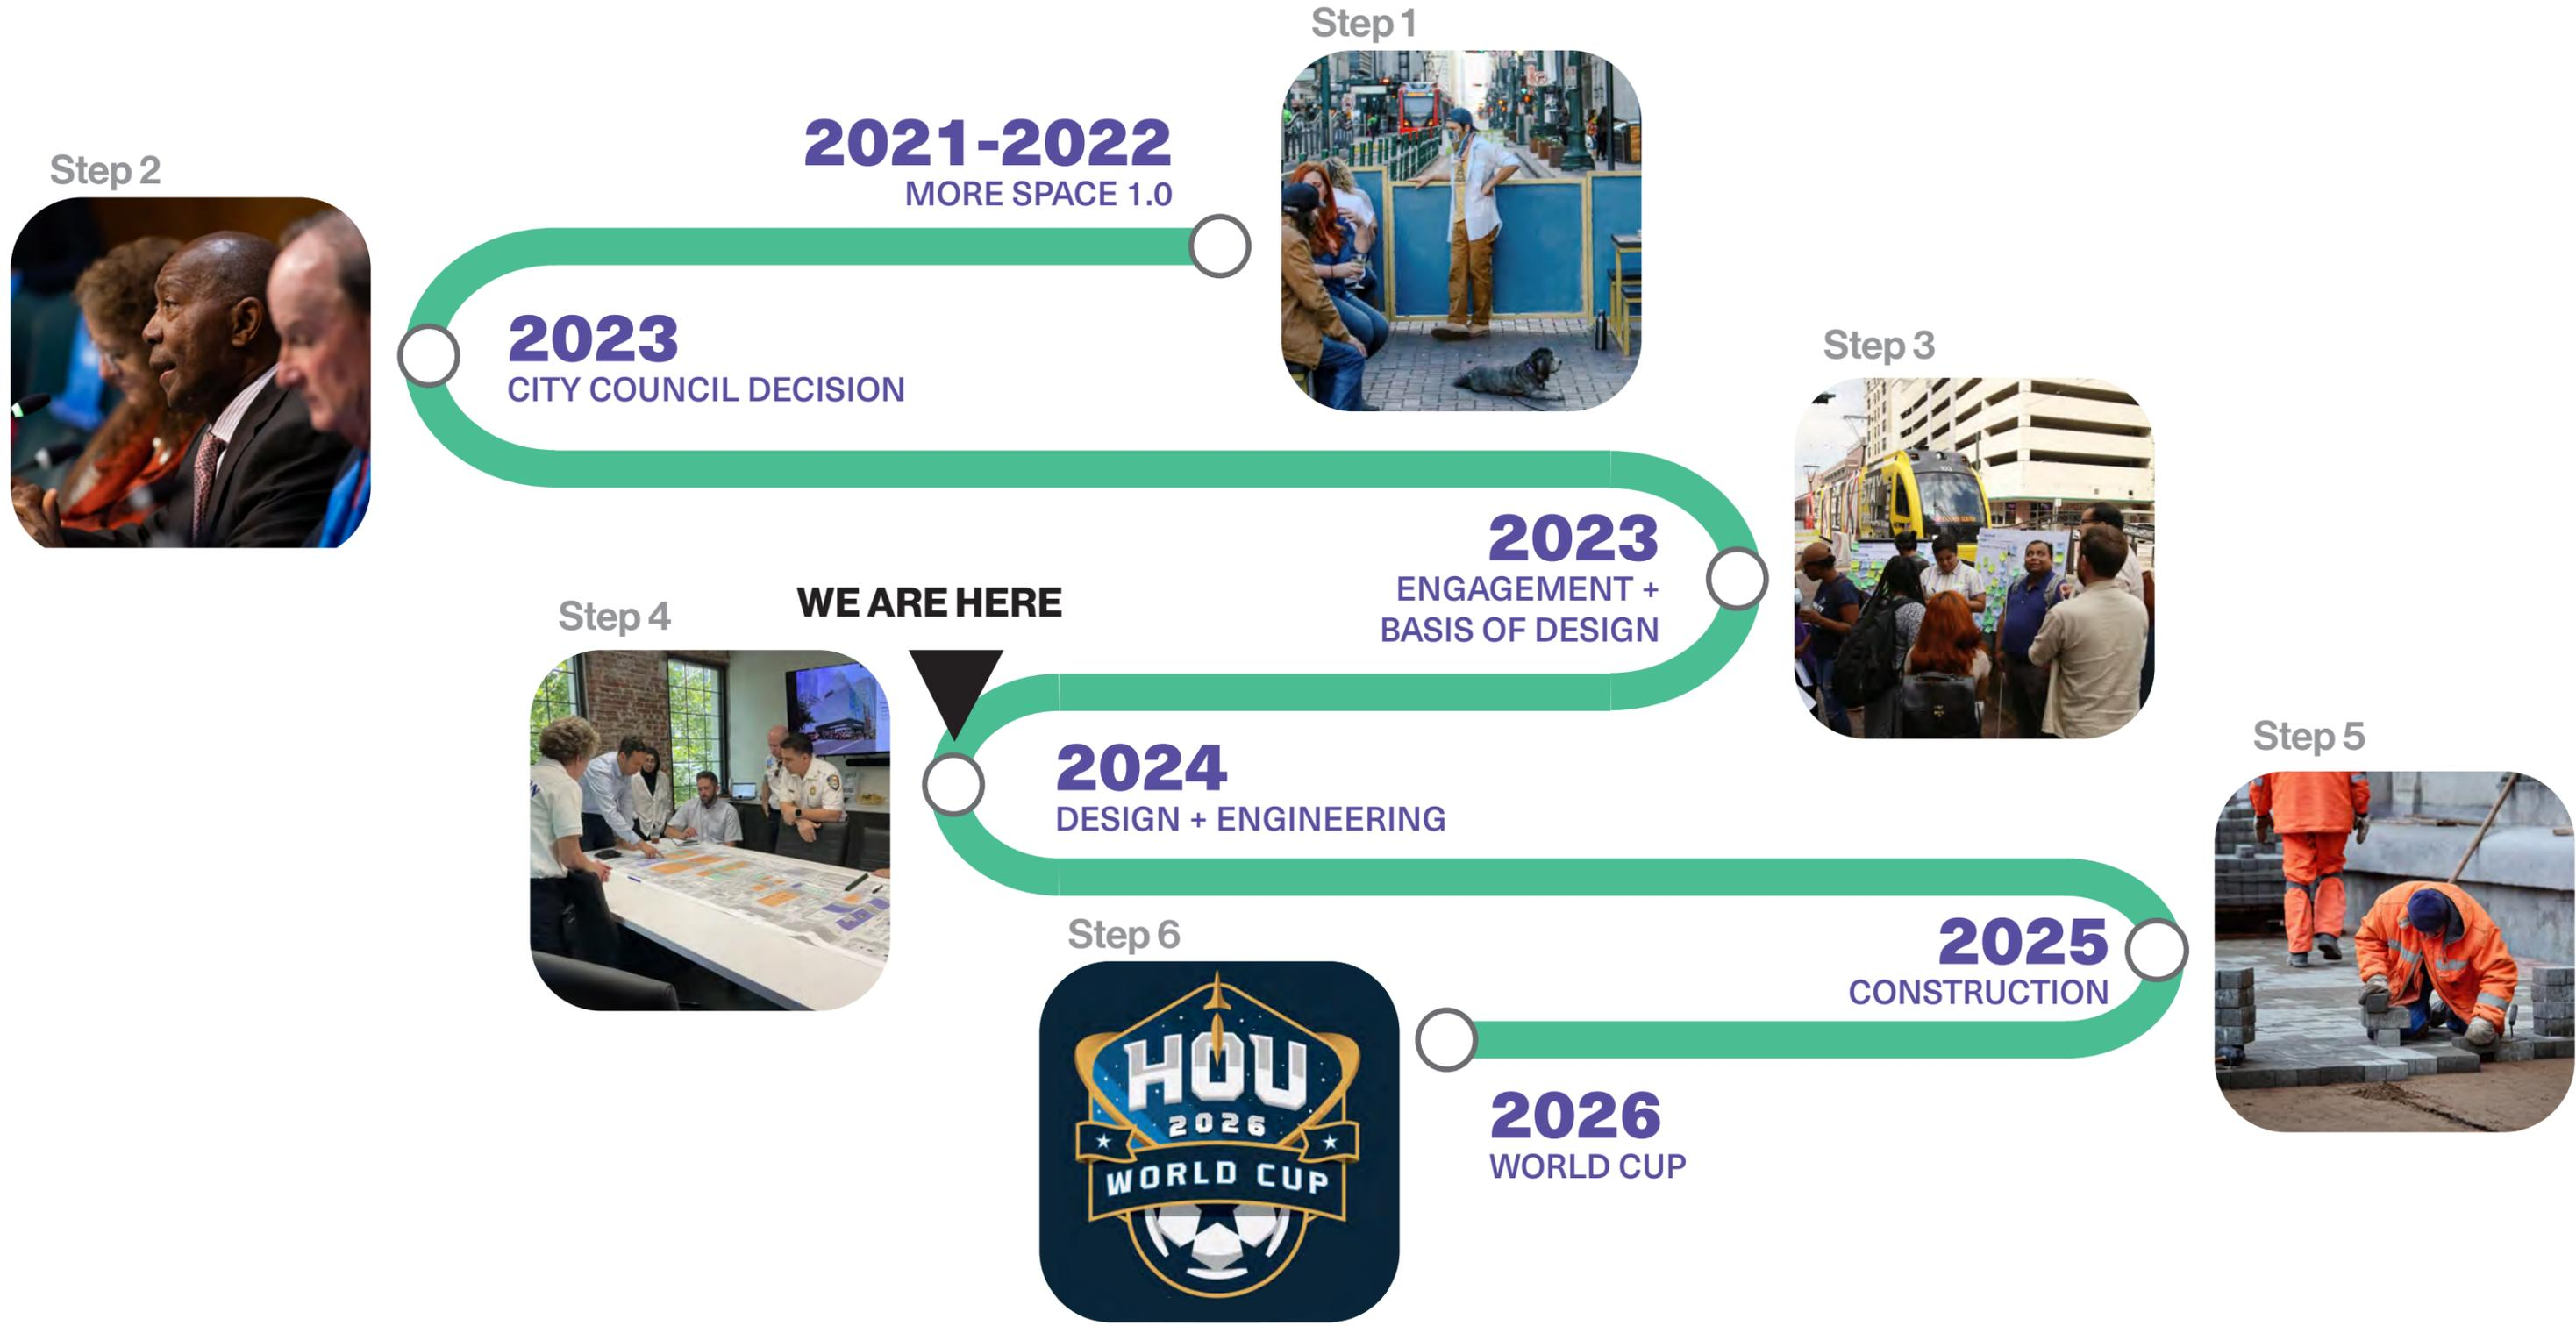 Step 1
2021-2022
MORE SPACE 1.0
Step 2
2023
CITY COUNCIL DECISION
Step 3
2023
ENGAGEMENT +
BASIS OF DESIGN
WE ARE HERE
Step 4
2024
DESIGN + ENGINEERING
Step 5
2025
CONSTRUCTION
Step 6
HOU
2026
WORLD CUP
2026
WORLD CUP